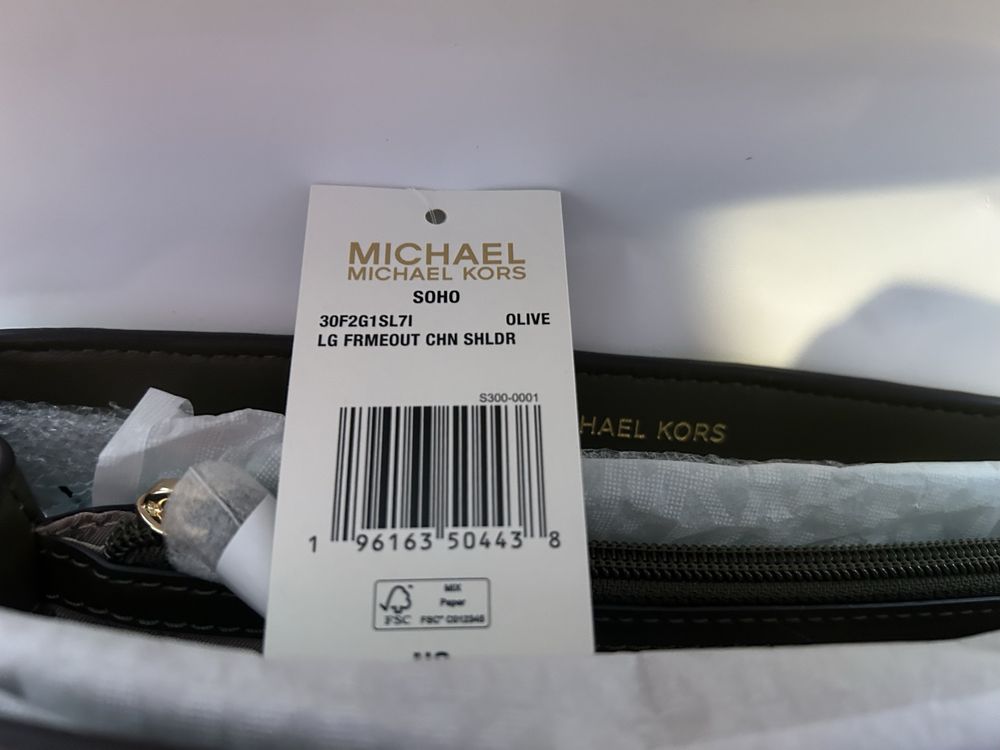 MICHAEL
MICHAEL KORS
SOHO
30F2G1SL7I OLIVE
LG FRMEOUT CHN SHLDR
S300-0001
1 96163 50443 8
FSC
MIX
Paper
HAEL KORS